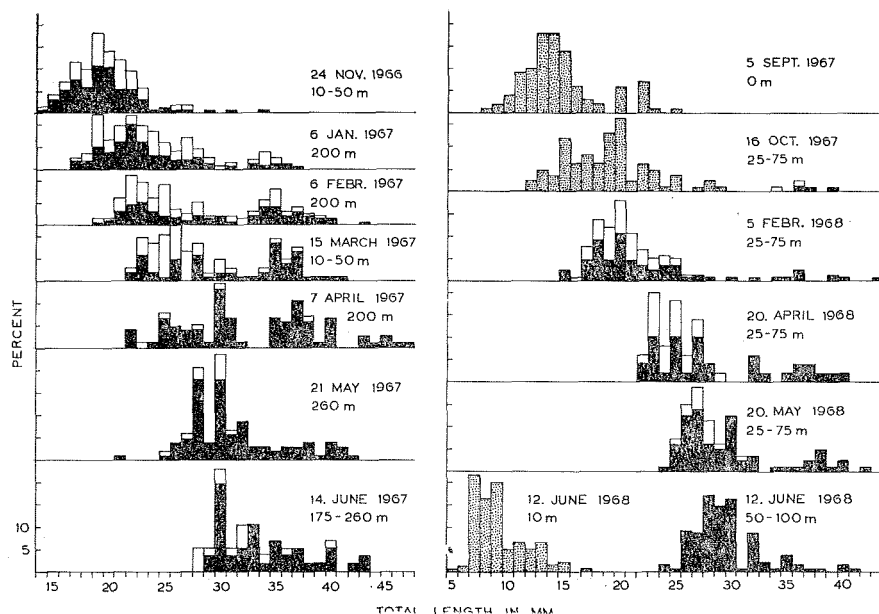 24 NOV. 1966
10-50 m
6 JAN. 1967
200 m
6 FEBR. 1967
200 m
15 MARCH 1967
10-50 m
7 APRIL 1967
200 m
21 MAY 1967
260 m
14. JUNE 1967
175-260 m
PERCENT
10
5
15 20 25 30 35 40 45
5 SEPT. 1967
0 m
16 OCT. 1967
25-75 m
5 FEBR. 1968
25-75 m
20. APRIL 1968
25-75 m
20. MAY 1968
25-75 m
12. JUNE 1968
10 m
12. JUNE 1968
50-100 m
5 10 15 20 25 30 35 40
TOTAL LENGTH IN MM